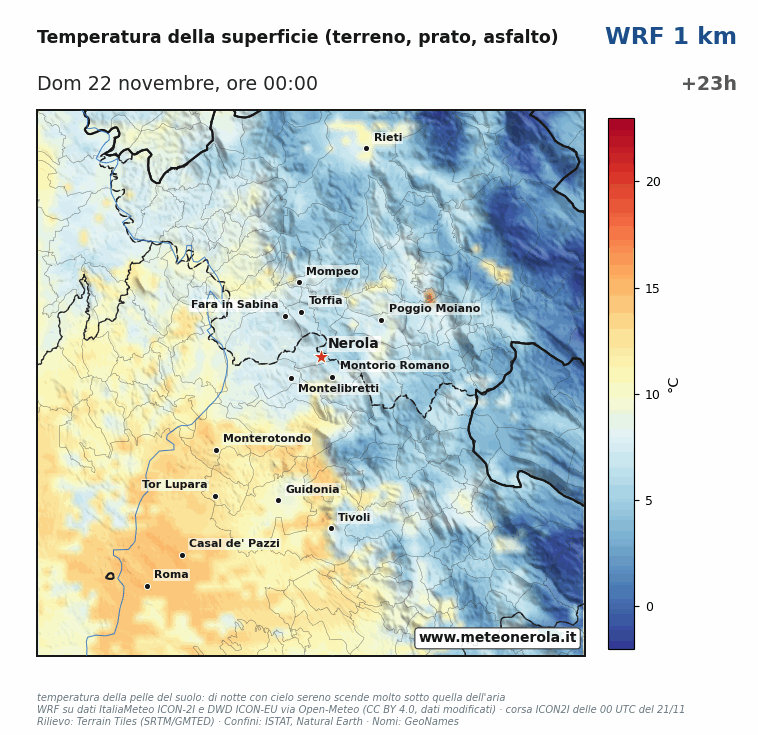 Temperatura della superficie (terreno, prato, asfalto)
WRF 1 km
Dom 22 novembre, ore 00:00
+23h
Rieti
Mompeo
Toffia
Fara in Sabina
Poggio Moiano
Nerola
Montorio Romano
Montelibretti
Monterotondo
Tor Lupara
Guidonia
Tivoli
Casal de' Pazzi
Roma
www.meteonerola.it
20
15
10
5
0
°C
temperatura della pelle del suolo: di notte con cielo sereno scende molto sotto quella dell'aria
WRF su dati ItaliaMeteo ICON-2I e DWD ICON-EU via Open-Meteo (CC BY 4.0, dati modificati) · corsa ICON2I delle 00 UTC del 21/11
Rilievo: Terrain Tiles (SRTM/GMTED) · Confini: ISTAT, Natural Earth · Nomi: GeoNames